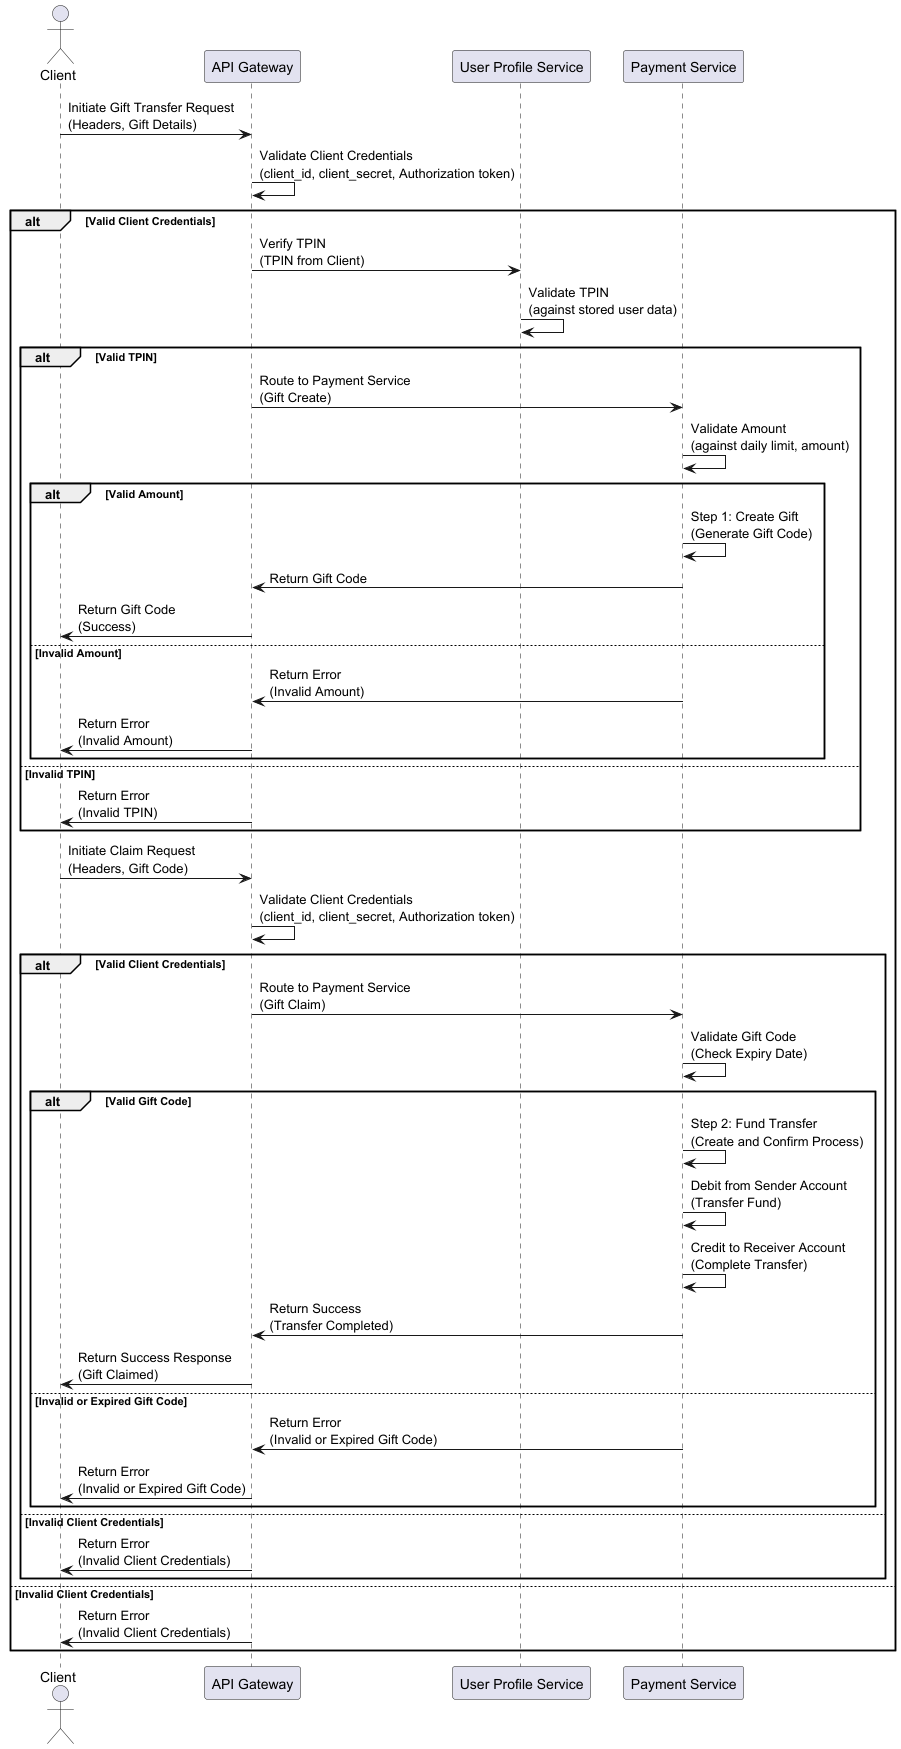 Client
API Gateway
User Profile Service
Payment Service
Initiate Gift Transfer Request
(Headers, Gift Details)
Validate Client Credentials
(client_id, client_secret, Authorization token)
alt
[Valid Client Credentials]
Verify TPIN
(TPIN from Client)
Validate TPIN
(against stored user data)
alt
[Valid TPIN]
Route to Payment Service
(Gift Create)
Validate Amount
(against daily limit, amount)
alt
[Valid Amount]
Step 1: Create Gift
(Generate Gift Code)
Return Gift Code
Return Gift Code
(Success)
[Invalid Amount]
Return Error
(Invalid Amount)
Return Error
(Invalid Amount)
[Invalid TPIN]
Return Error
(Invalid TPIN)
Initiate Claim Request
(Headers, Gift Code)
Validate Client Credentials
(client_id, client_secret, Authorization token)
alt
[Valid Client Credentials]
Route to Payment Service
(Gift Claim)
Validate Gift Code
(Check Expiry Date)
alt
[Valid Gift Code]
Step 2: Fund Transfer
(Create and Confirm Process)
Debit from Sender Account
(Transfer Fund)
Credit to Receiver Account
(Complete Transfer)
Return Success
(Transfer Completed)
Return Success Response
(Gift Claimed)
[Invalid or Expired Gift Code]
Return Error
(Invalid or Expired Gift Code)
Return Error
(Invalid or Expired Gift Code)
[Invalid Client Credentials]
Return Error
(Invalid Client Credentials)
[Invalid Client Credentials]
Return Error
(Invalid Client Credentials)
Client
API Gateway
User Profile Service
Payment Service